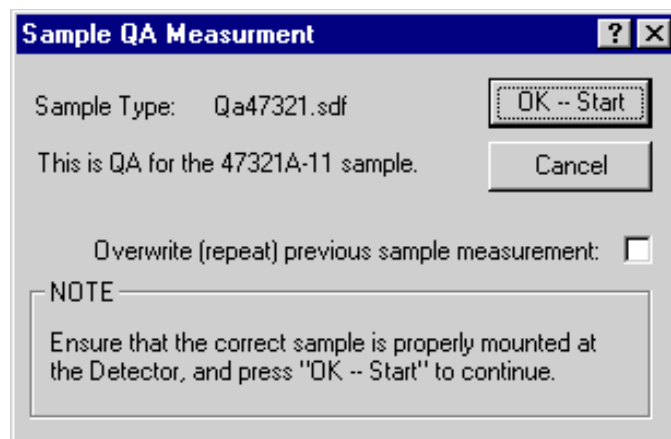 Sample QA Measurment
Sample Type: Qa47321.sdf
OK -- Start
This is QA for the 47321A-11 sample.
Cancel
Overwrite (repeat) previous sample measurement:
NOTE
Ensure that the correct sample is properly mounted at
the Detector, and press "OK -- Start" to continue.